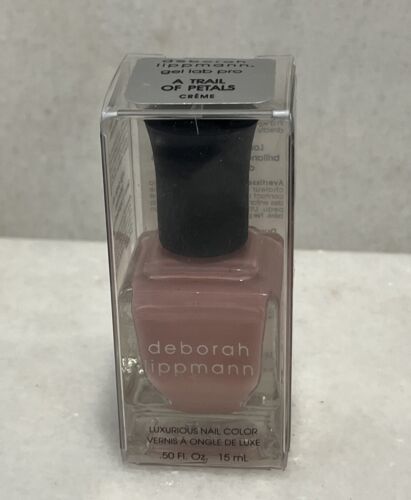 deborah
lippmann.
gel lab pro
A TRAIL
OF PETALS
CRÈME
deborah
lippmann
LUXURIOUS NAIL COLOR
VERNIS À ONGLE DE LUXE
.50 Fl. Oz. 15 mL